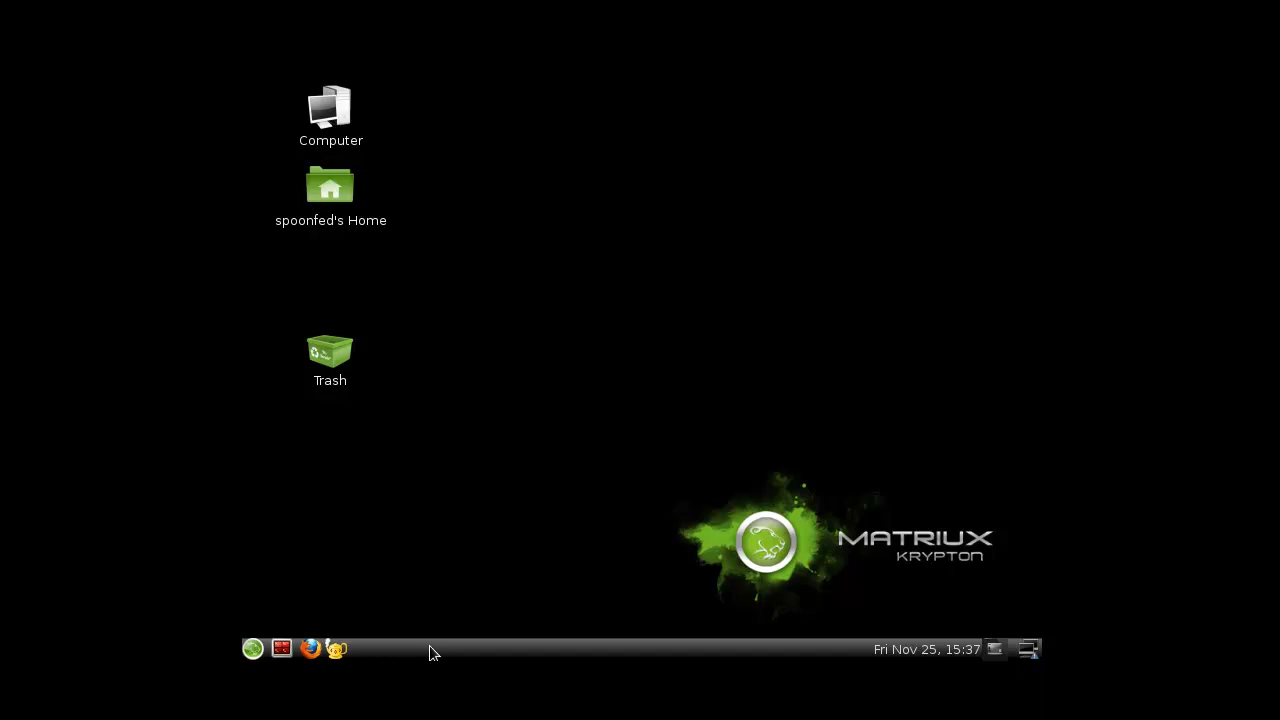 Computer
spoonfed's Home
Trash
MATRIUX
KRYPTON
Fri Nov 25, 15:37